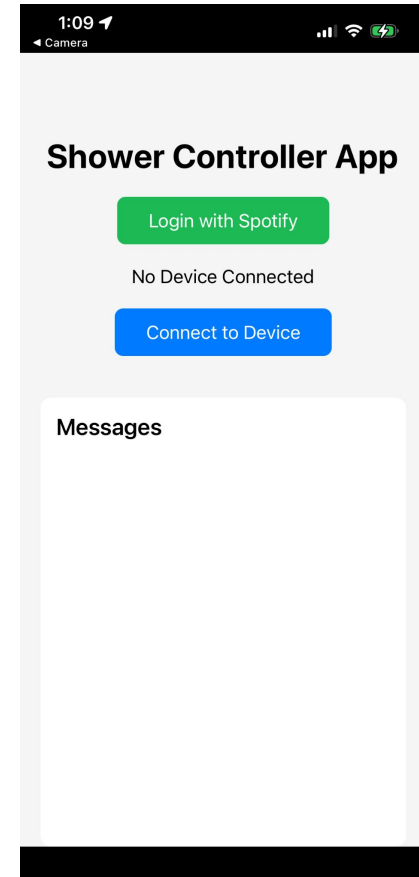 1:09
◀ Camera
Shower Controller App
Login with Spotify
No Device Connected
Connect to Device
Messages